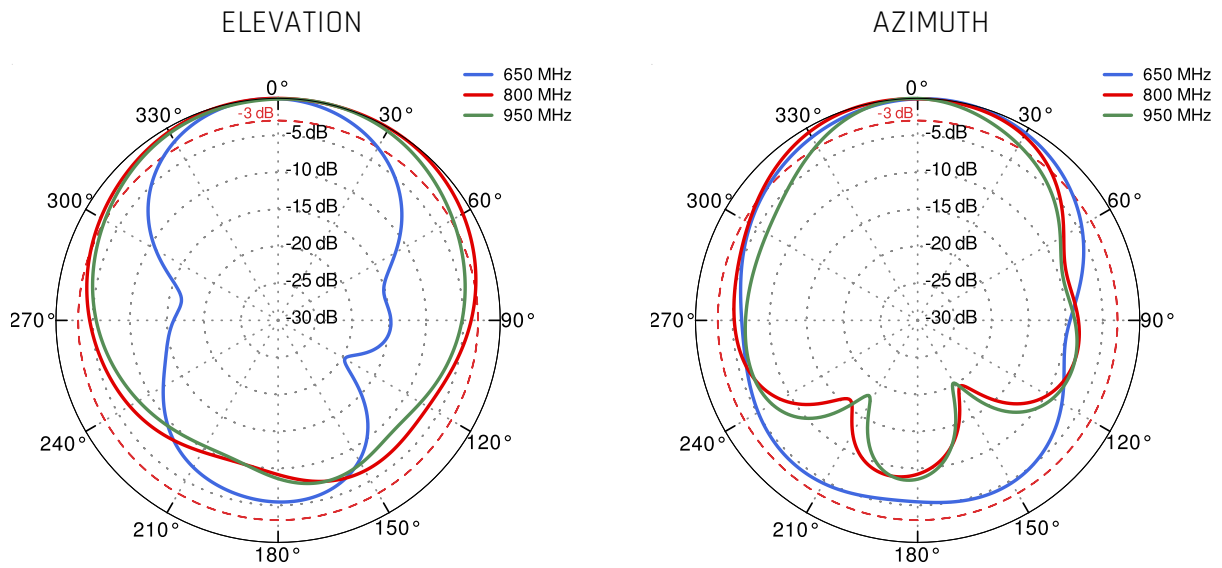 ELEVATION
650 MHz
800 MHz
950 MHz
0°
330°
-3 dB
30°
-5 dB
-10 dB
300°
60°
-15 dB
-20 dB
-25 dB
270°
-30 dB
90°
240°
120°
210°
150°
180°
AZIMUTH
650 MHz
800 MHz
950 MHz
0°
330°
-3 dB
30°
-5 dB
-10 dB
300°
60°
-15 dB
-20 dB
-25 dB
270°
-30 dB
90°
240°
120°
210°
150°
180°